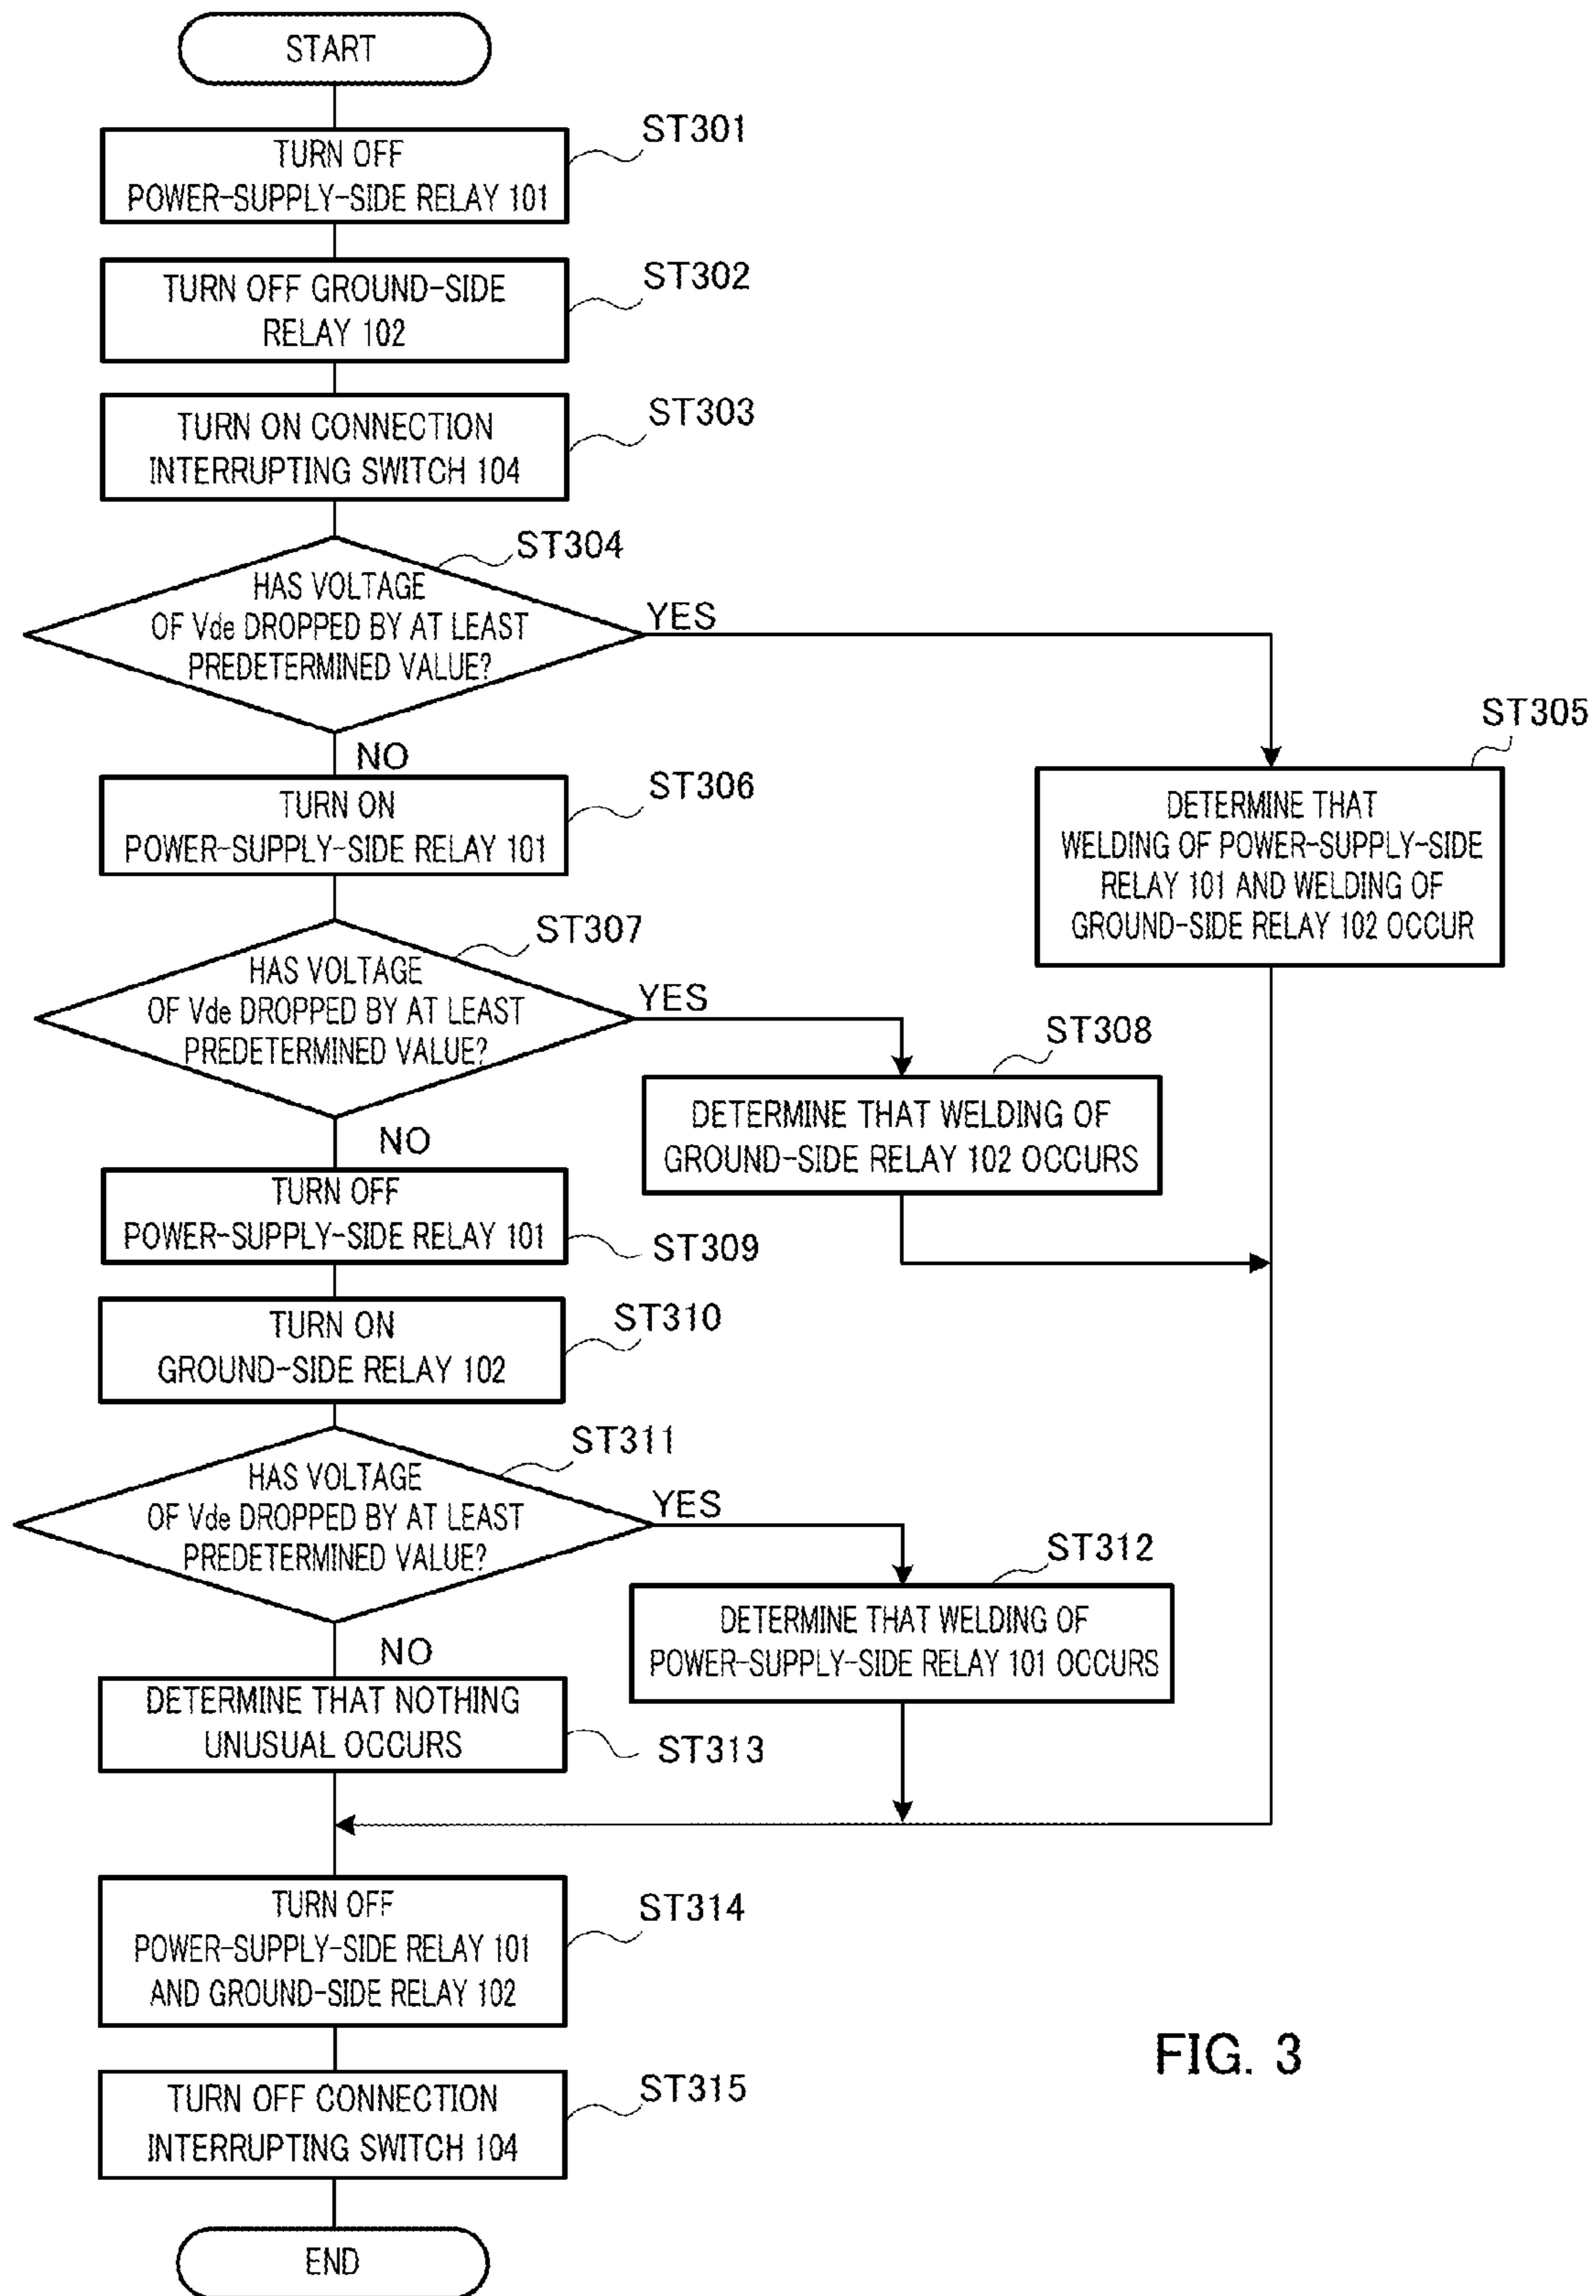 START
ST301
TURN OFF
POWER-SUPPLY-SIDE RELAY 101
ST302
TURN OFF GROUND-SIDE
RELAY 102
ST303
TURN ON CONNECTION
INTERRUPTING SWITCH 104
ST304
HAS VOLTAGE
OF Vde DROPPED BY AT LEAST
PREDETERMINED VALUE?
YES
NO
ST305
DETERMINE THAT
WELDING OF POWER-SUPPLY-SIDE
RELAY 101 AND WELDING OF
GROUND-SIDE RELAY 102 OCCUR
ST306
TURN ON
POWER-SUPPLY-SIDE RELAY 101
ST307
HAS VOLTAGE
OF Vde DROPPED BY AT LEAST
PREDETERMINED VALUE?
YES
NO
ST308
DETERMINE THAT WELDING OF
GROUND-SIDE RELAY 102 OCCURS
TURN OFF
POWER-SUPPLY-SIDE RELAY 101
ST309
ST310
TURN ON
GROUND-SIDE RELAY 102
ST311
HAS VOLTAGE
OF Vde DROPPED BY AT LEAST
PREDETERMINED VALUE?
YES
NO
ST312
DETERMINE THAT WELDING OF
POWER-SUPPLY-SIDE RELAY 101 OCCURS
DETERMINE THAT NOTHING
UNUSUAL OCCURS
ST313
TURN OFF
POWER-SUPPLY-SIDE RELAY 101
AND GROUND-SIDE RELAY 102
ST314
TURN OFF CONNECTION
INTERRUPTING SWITCH 104
ST315
END
FIG. 3